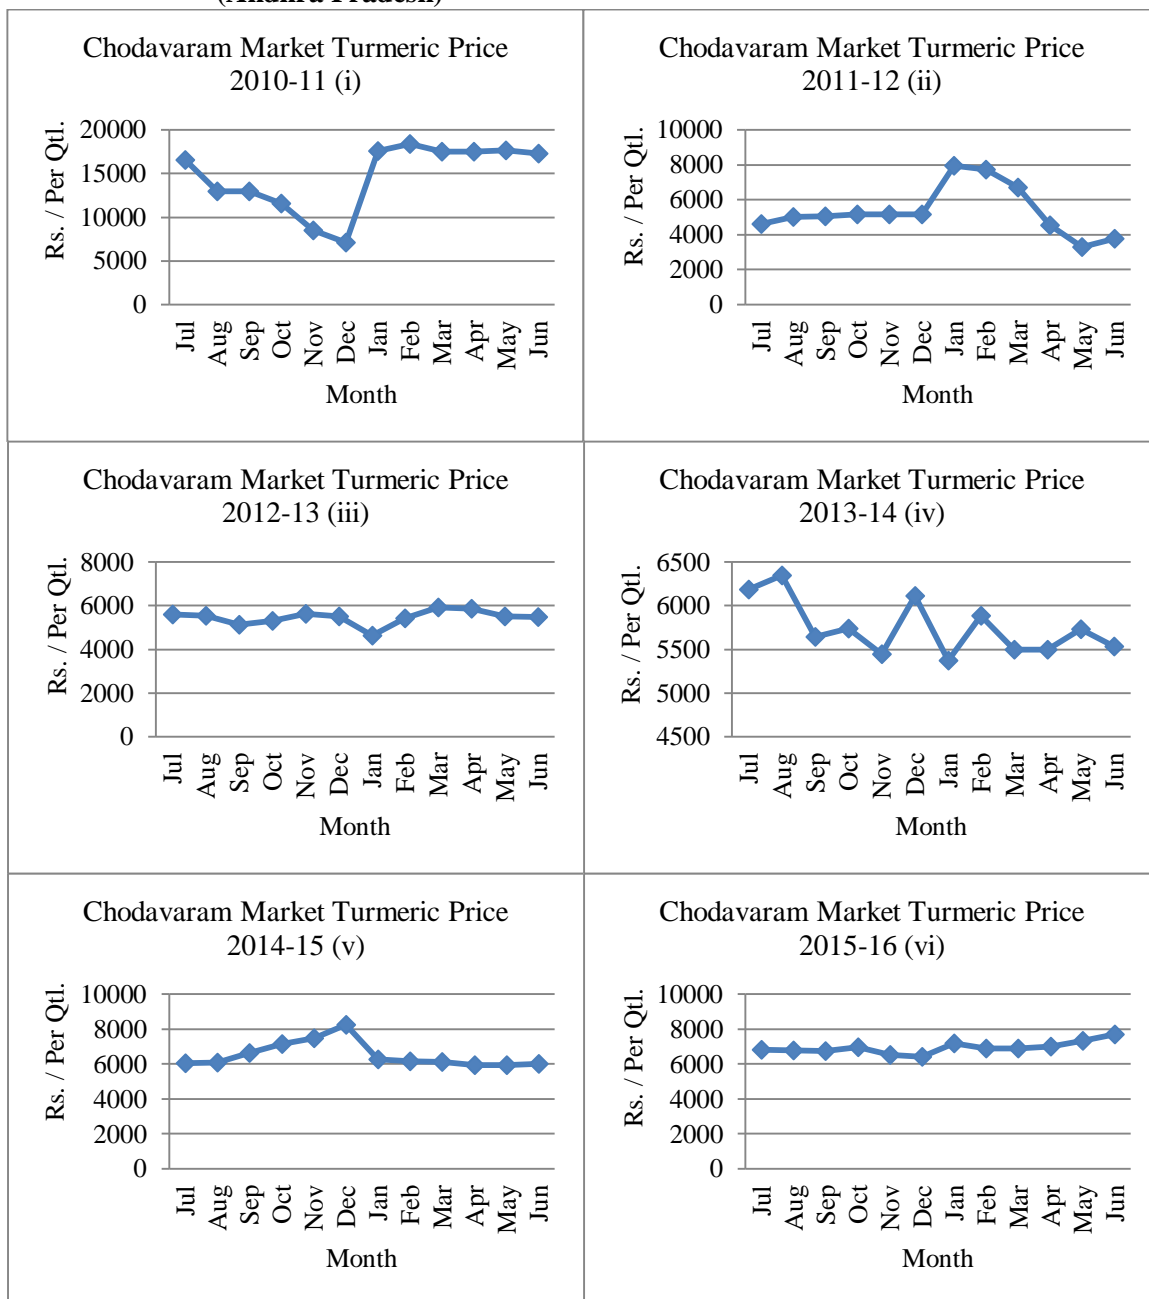 (Andhra Pradesh)
Chodavaram Market Turmeric Price
2010-11 (i)
Rs. / Per Qtl.
20000
15000
10000
5000
0
Jul Aug Sep Oct Nov Dec Jan Feb Mar Apr May Jun
Month
Chodavaram Market Turmeric Price
2011-12 (ii)
Rs. / Per Qtl.
10000
8000
6000
4000
2000
0
Jul Aug Sep Oct Nov Dec Jan Feb Mar Apr May Jun
Month
Chodavaram Market Turmeric Price
2012-13 (iii)
Rs. / Per Qtl.
8000
6000
4000
2000
0
Jul Aug Sep Oct Nov Dec Jan Feb Mar Apr May Jun
Month
Chodavaram Market Turmeric Price
2013-14 (iv)
Rs. / Per Qtl.
6500
6000
5500
5000
4500
Jul Aug Sep Oct Nov Dec Jan Feb Mar Apr May Jun
Month
Chodavaram Market Turmeric Price
2014-15 (v)
Rs. / Per Qtl.
10000
8000
6000
4000
2000
0
Jul Aug Sep Oct Nov Dec Jan Feb Mar Apr May Jun
Month
Chodavaram Market Turmeric Price
2015-16 (vi)
Rs. / Per Qtl.
10000
8000
6000
4000
2000
0
Jul Aug Sep Oct Nov Dec Jan Feb Mar Apr May Jun
Month